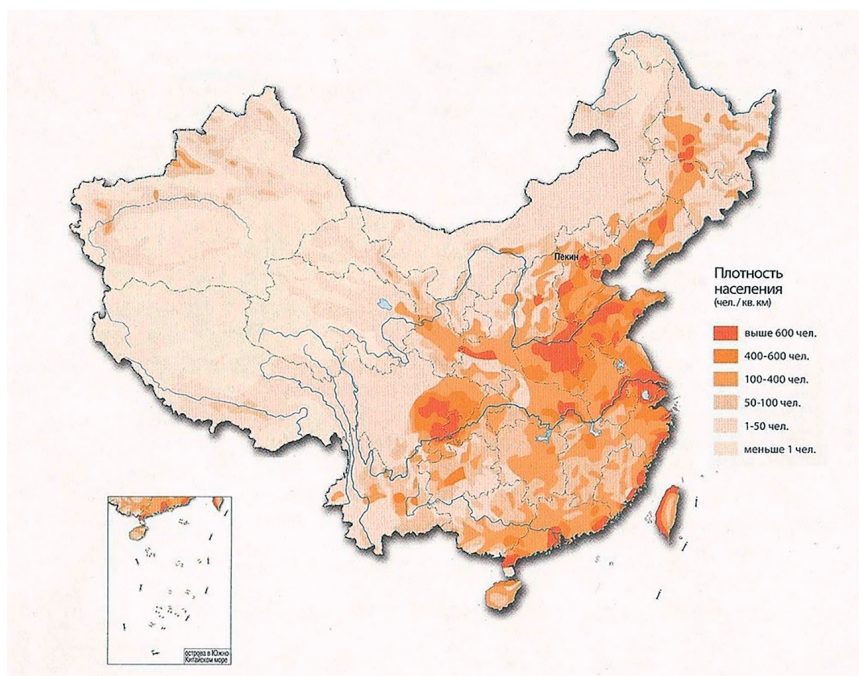 Пекин
Плотность
населения
(чел./ кв. км)
выше 600 чел.
400-600 чел.
100-400 чел.
50-100 чел.
1-50 чел.
меньше 1 чел.
острова в Южно-
Китайском море